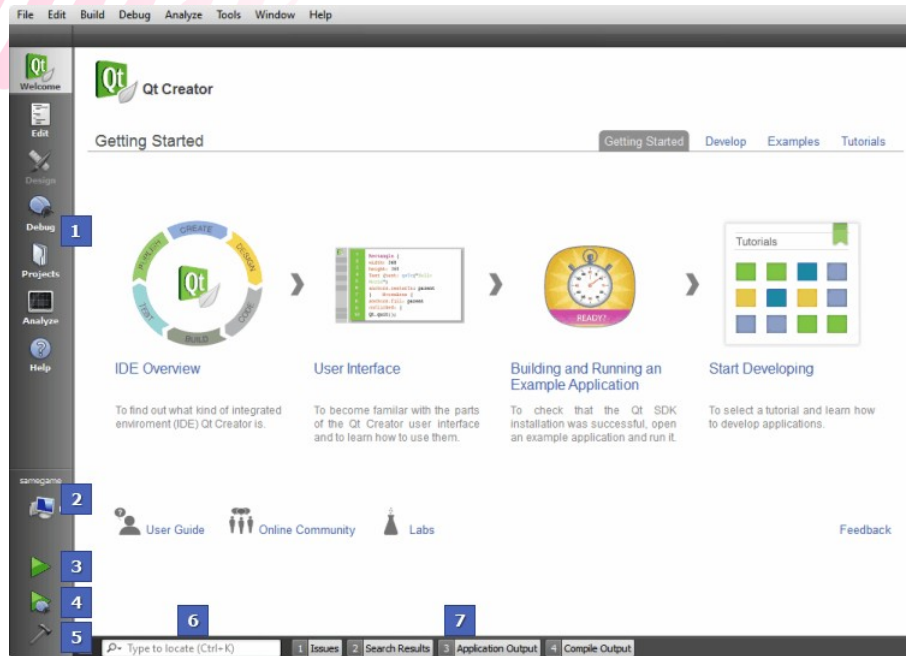 File Edit Build Debug Analyze Tools Window Help
Qt
Welcome
Edit
Design
Debug
1
Projects
Analyze
Help
samegame
2
3
4
5
Qt Qt Creator
Getting Started
Getting Started Develop Examples Tutorials
CREATE
DESIGN
CODE
BUILD
TEST
PUBLISH
Qt
IDE Overview
To find out what kind of integrated
enviroment (IDE) Qt Creator is.
Rectangle {
User Interface
To become familar with the parts
of the Qt Creator user interface
and to learn how to use them.
READY?
Building and Running an
Example Application
To check that the Qt SDK
installation was successful, open
an example application and run it.
Tutorials
Start Developing
To select a tutorial and learn how
to develop applications.
User Guide Online Community Labs Feedback
6 7
Type to locate (Ctrl+K) 1 Issues 2 Search Results 3 Application Output 4 Compile Output